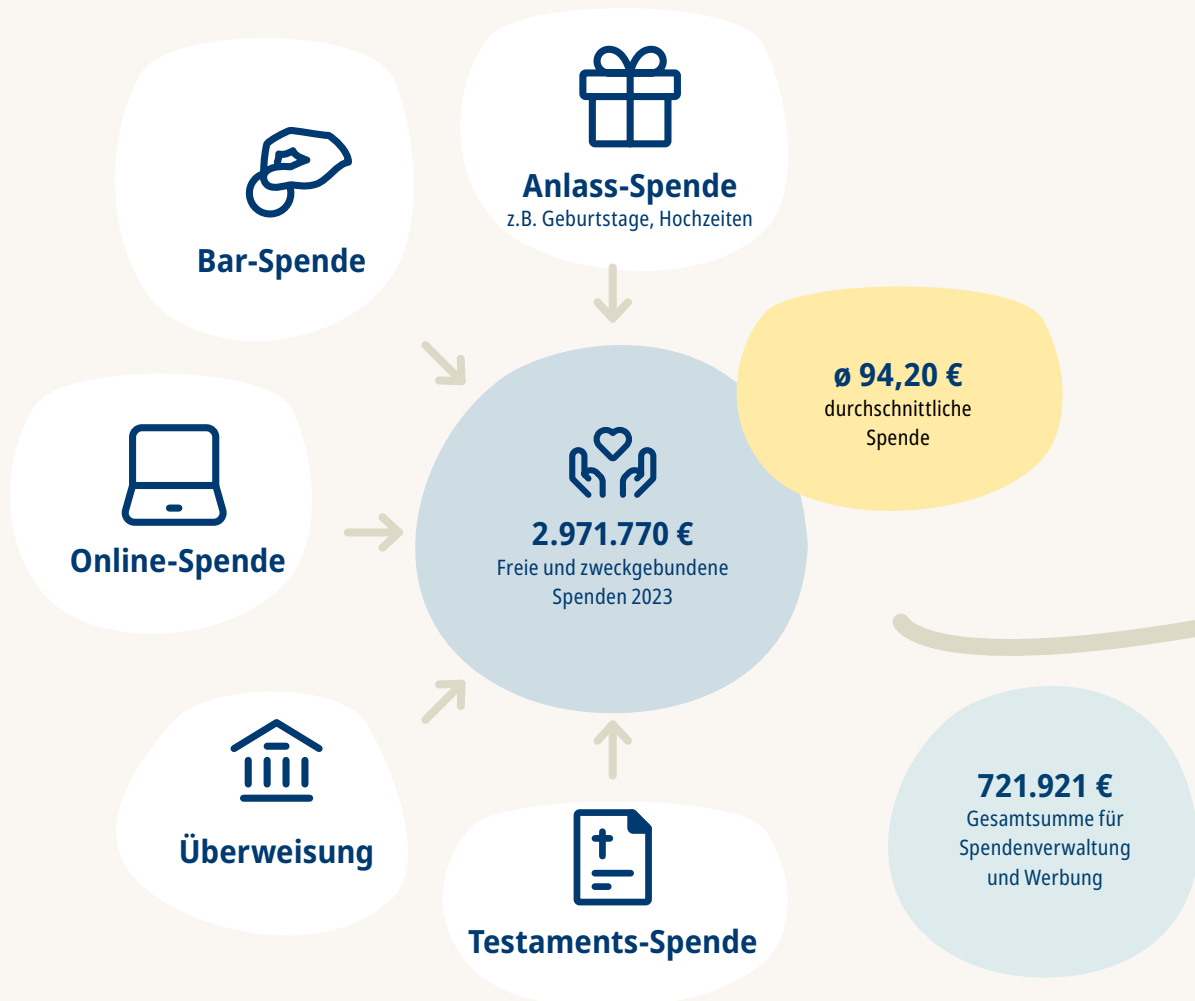 Anlass-Spende
z.B. Geburtstage, Hochzeiten
Bar-Spende
ø 94,20 €
durchschnittliche
Spende
Online-Spende
2.971.770 €
Freie und zweckgebundene
Spenden 2023
Überweisung
721.921 €
Gesamtsumme für
Spendenverwaltung
und Werbung
Testaments-Spende